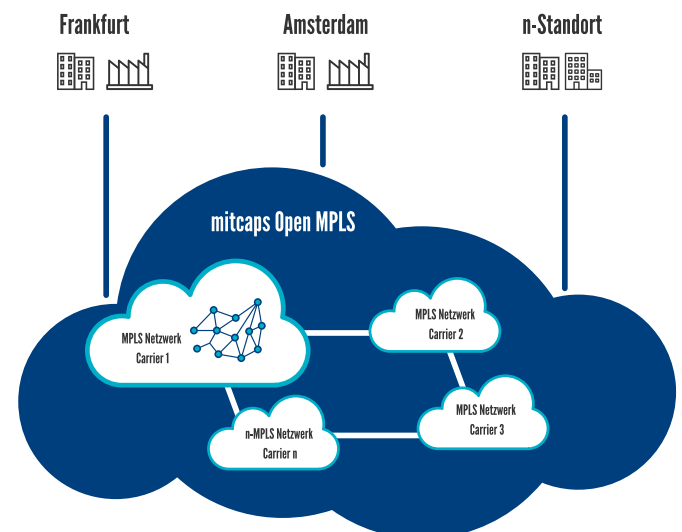 Frankfurt
Amsterdam
n-Standort
mitcaps Open MPLS
MPLS Netzwerk
Carrier 1
MPLS Netzwerk
Carrier 2
MPLS Netzwerk
Carrier 3
n-MPLS Netzwerk
Carrier n